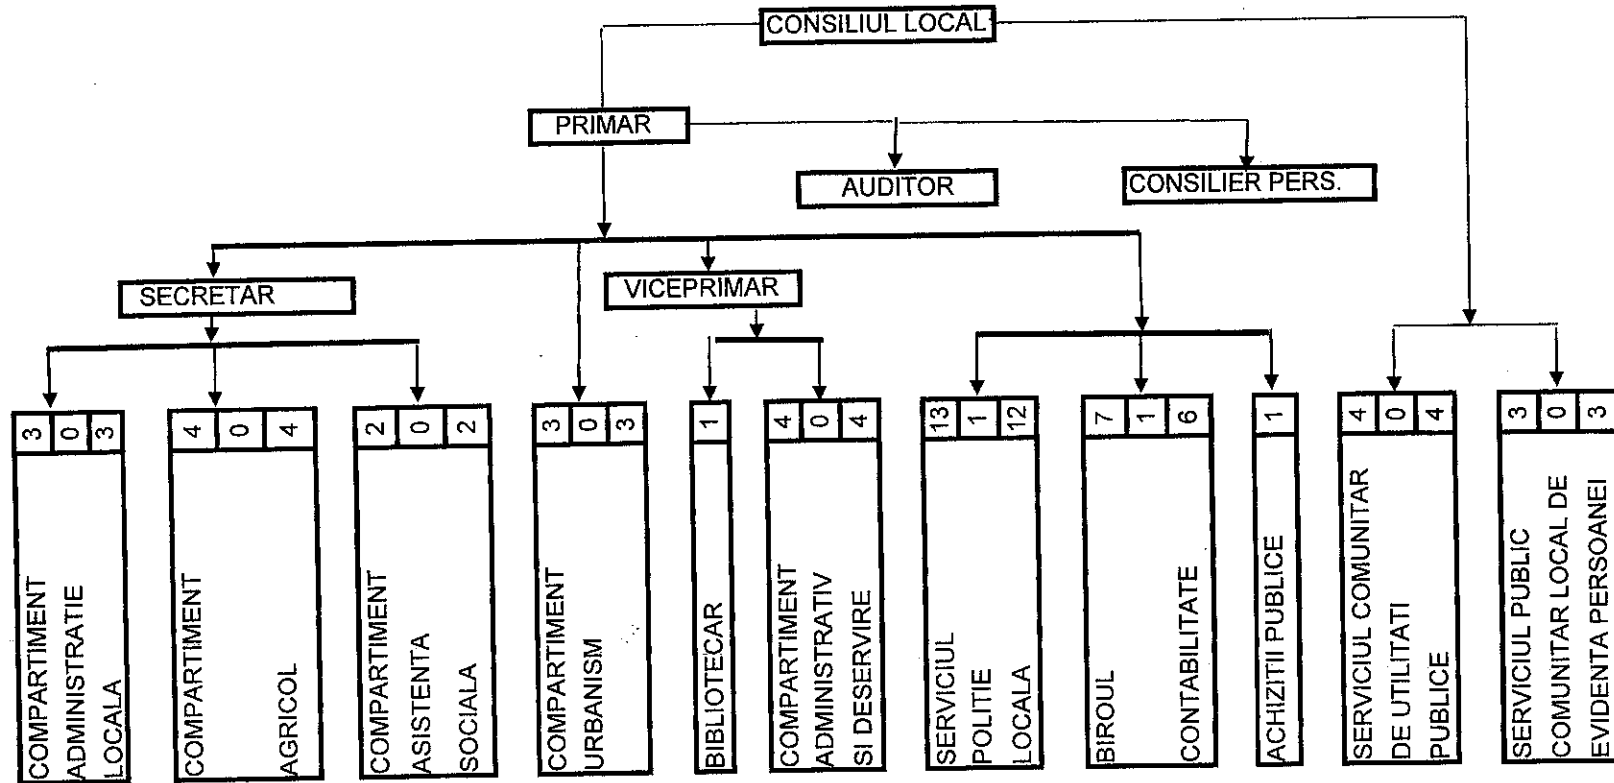 CONSILIUL LOCAL
PRIMAR
AUDITOR
CONSILIER PERS.
SECRETAR
VICEPRIMAR
3 0 3
COMPARTIMENT
ADMINISTRATIE
LOCALA
4 0 4
COMPARTIMENT
AGRICOL
2 0 2
COMPARTIMENT
ASISTENTA
SOCIALA
3 0 3
COMPARTIMENT
URBANISM
1
BIBLIOTECAR
4 0 4
COMPARTIMENT
ADMINISTRATIV
SI DESERVIRE
13 1 12
SERVICIUL
POLITIE
LOCALA
7 1 6
BIROUL
CONTABILITATE
1
ACHIZITII PUBLICE
4 0 4
SERVICIUL COMUNITAR
DE UTILITATI
PUBLICE
3 0 3
SERVICIUL PUBLIC
COMUNITAR LOCAL DE
EVIDENTA PERSOANEI